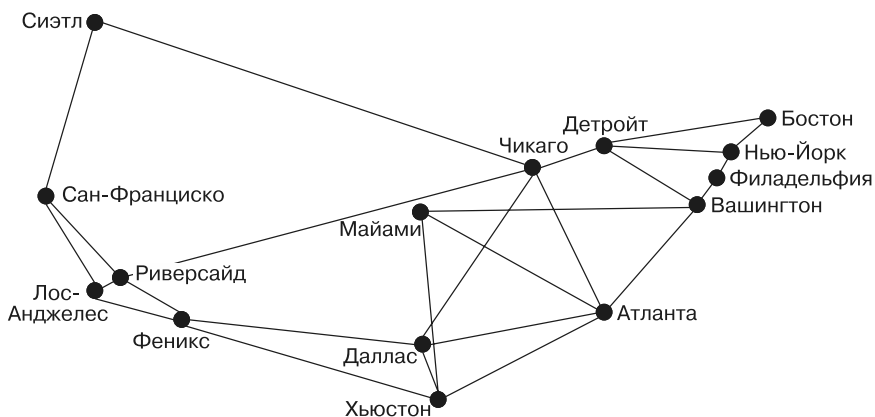 Сиэтл
Детройт
Бостон
Чикаго
Нью-Йорк
Филадельфия
Сан-Франциско
Вашингтон
Майами
Риверсайд
Лос-
Анджелес
Атланта
Феникс
Даллас
Хьюстон